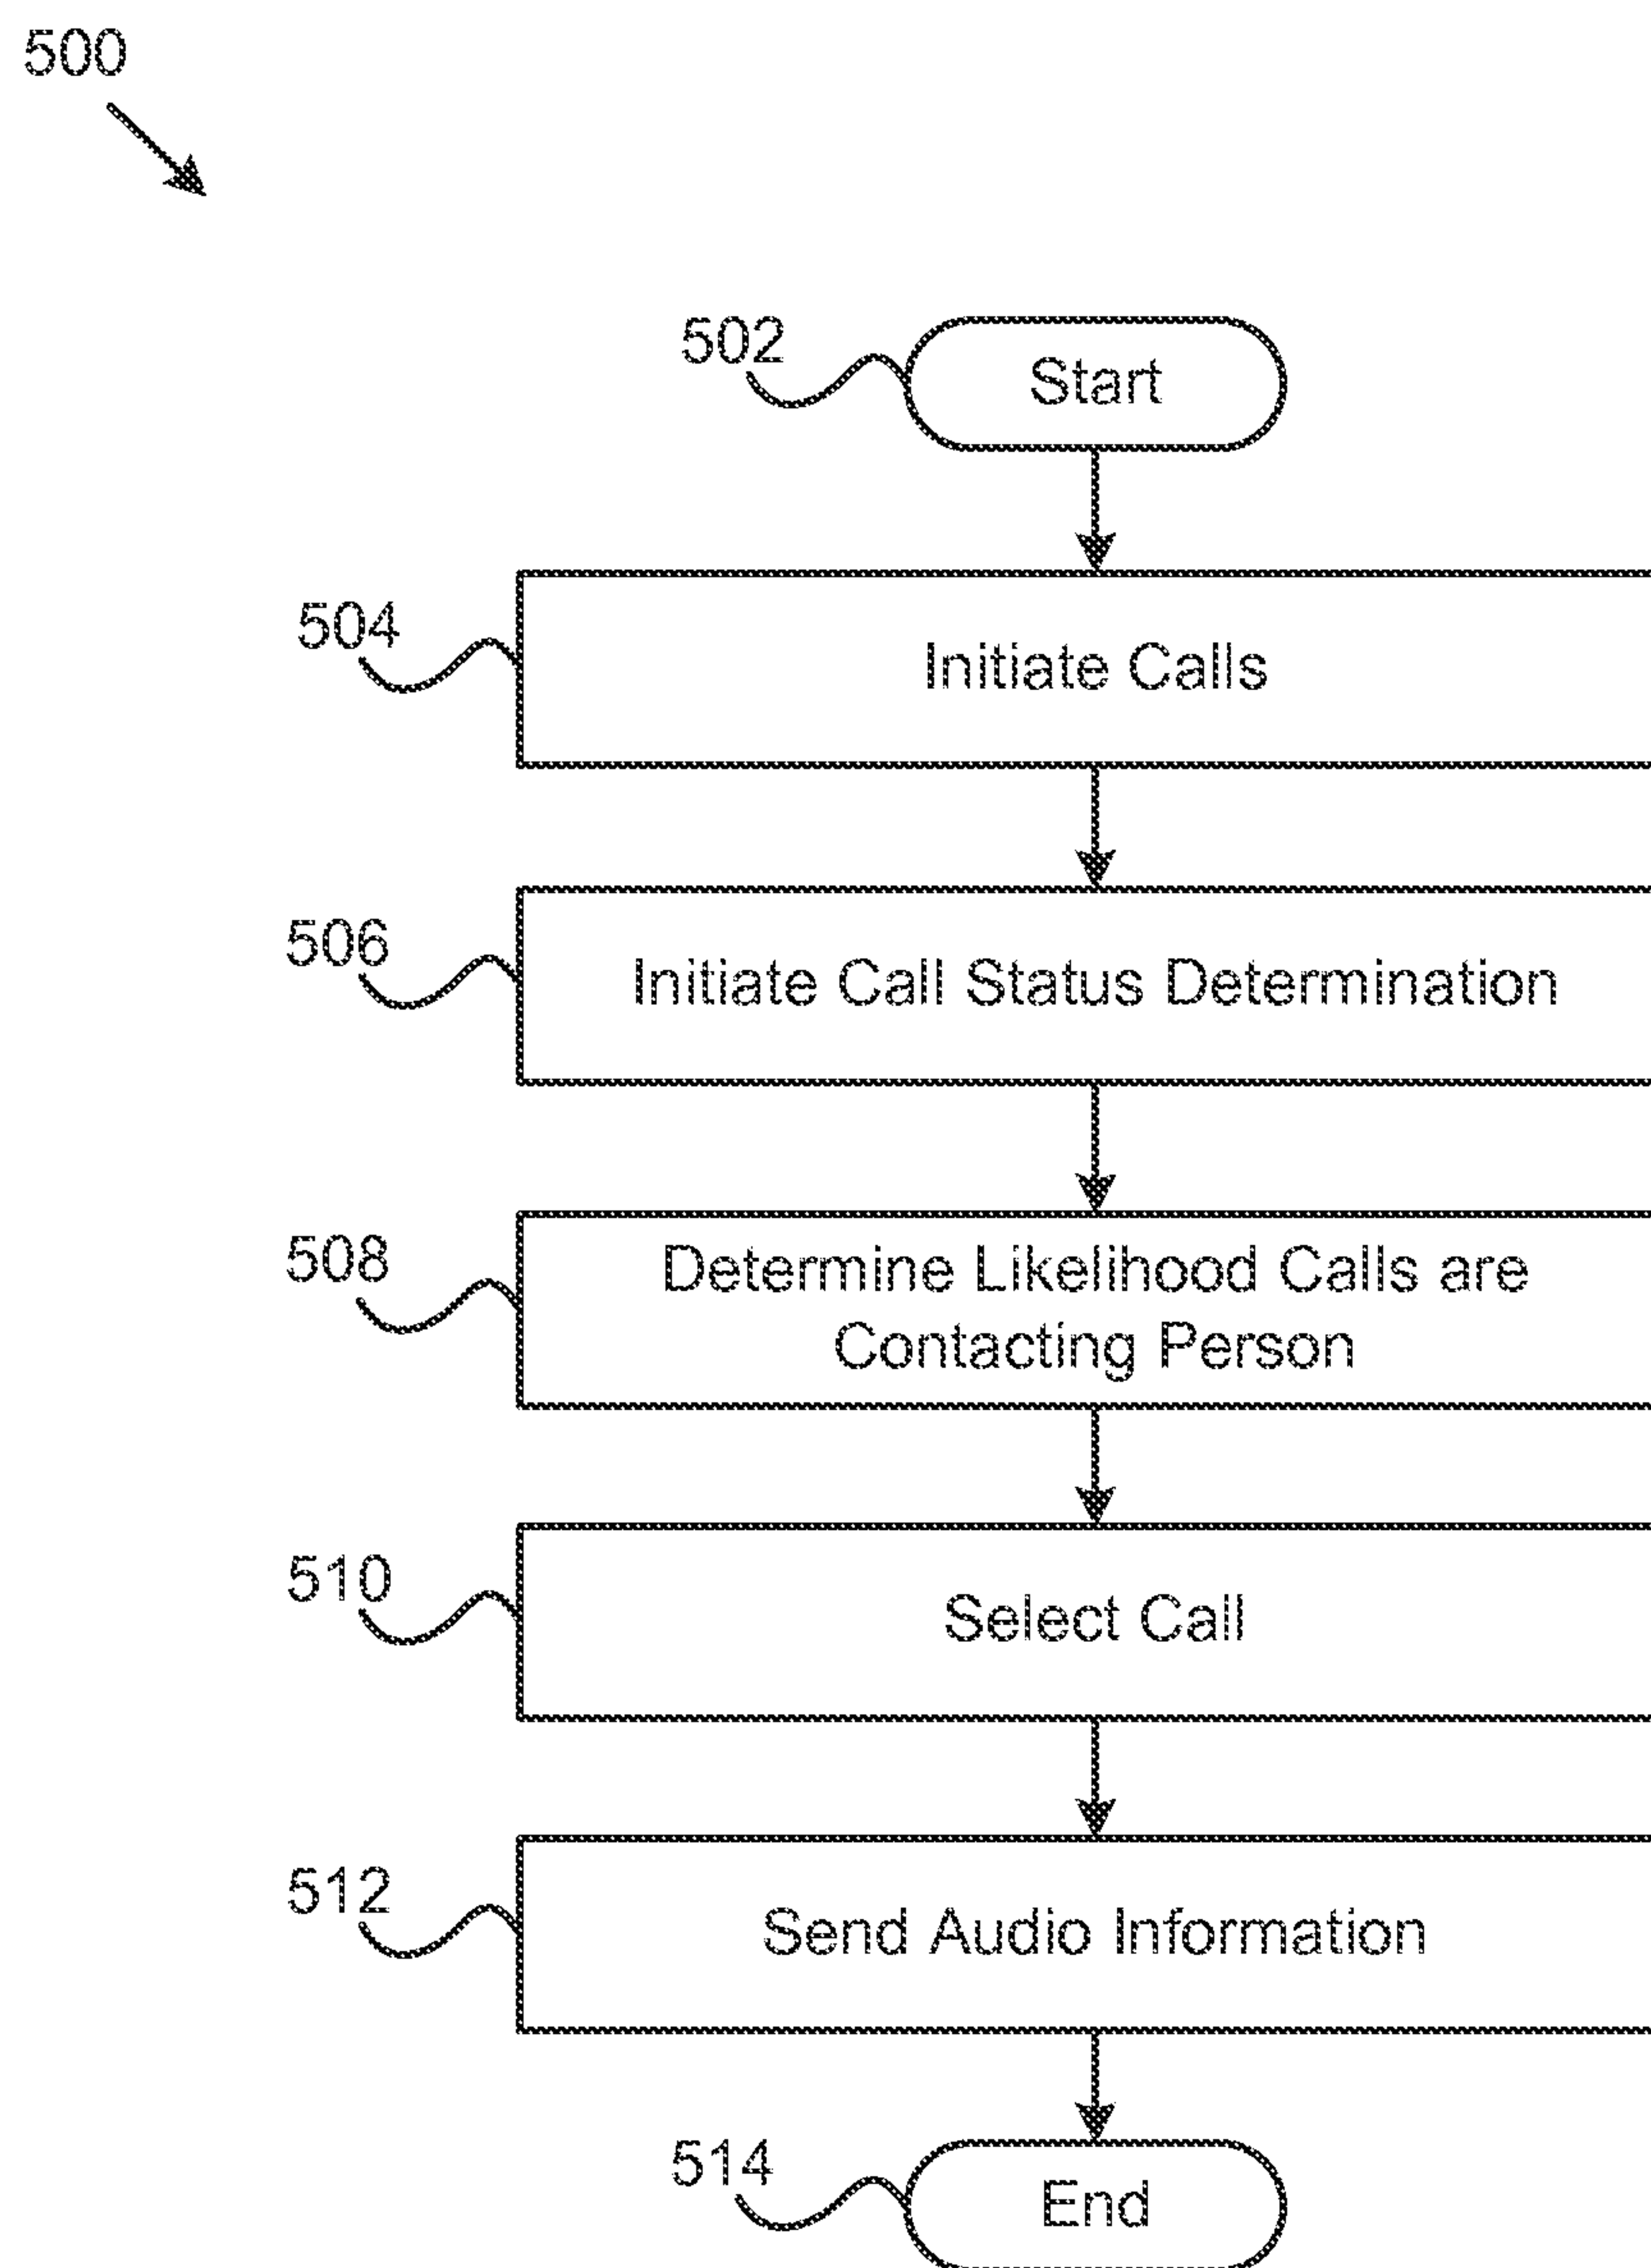 500
502
Start
504
Initiate Calls
506
Initiate Call Status Determination
508
Determine Likelihood Calls are
Contacting Person
510
Select Call
512
Send Audio Information
514
End